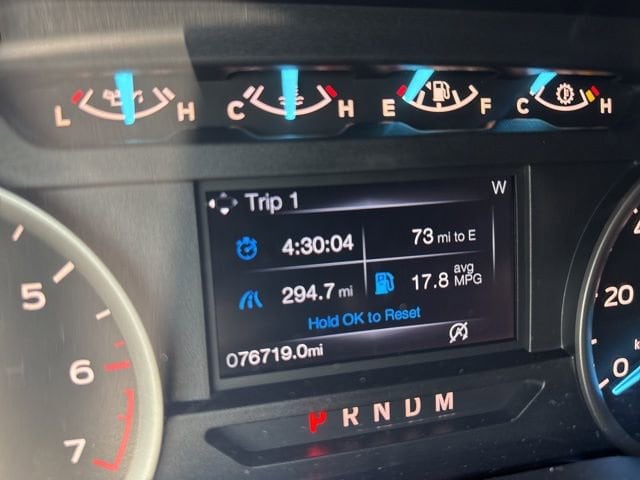 L H C H E F C H
Trip 1 W
4:30:04 73 mi to E
294.7 mi 17.8 avg MPG
Hold OK to Reset
076719.0mi
P R N D M
5
6
7
20
0